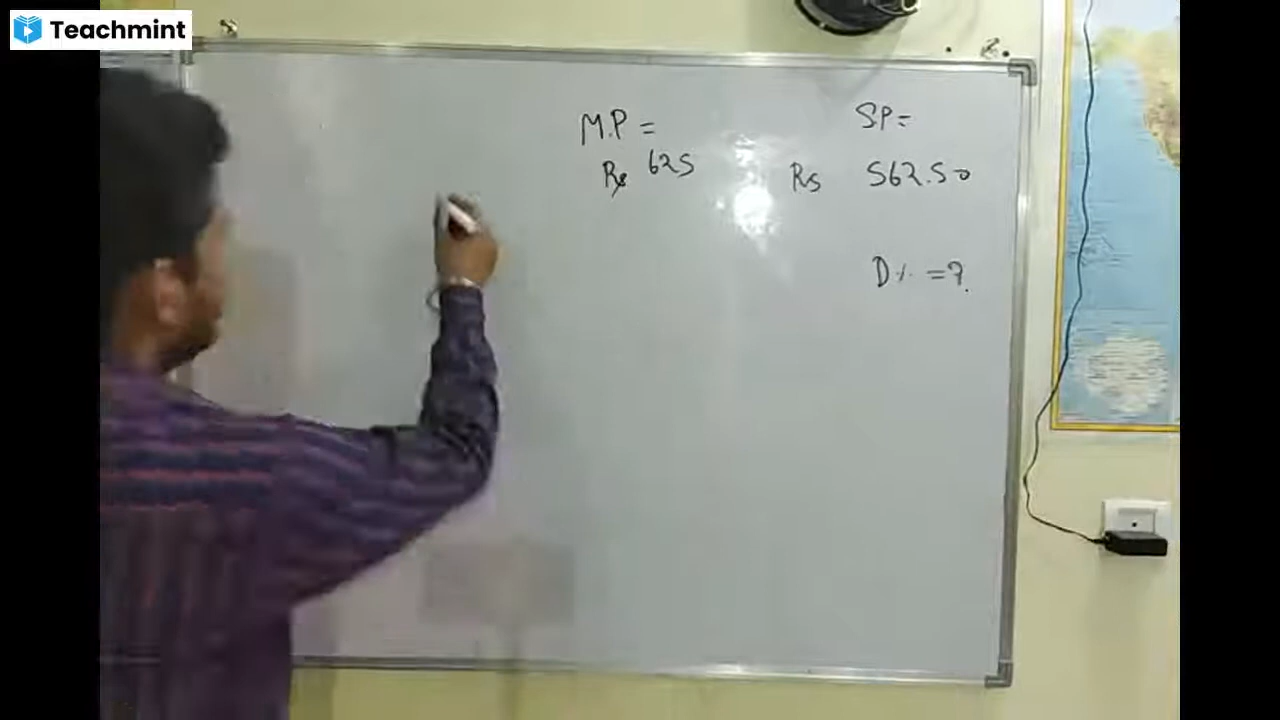 Teachmint
M.P =
Rs 625
SP=
Rs 562.50
D% =?